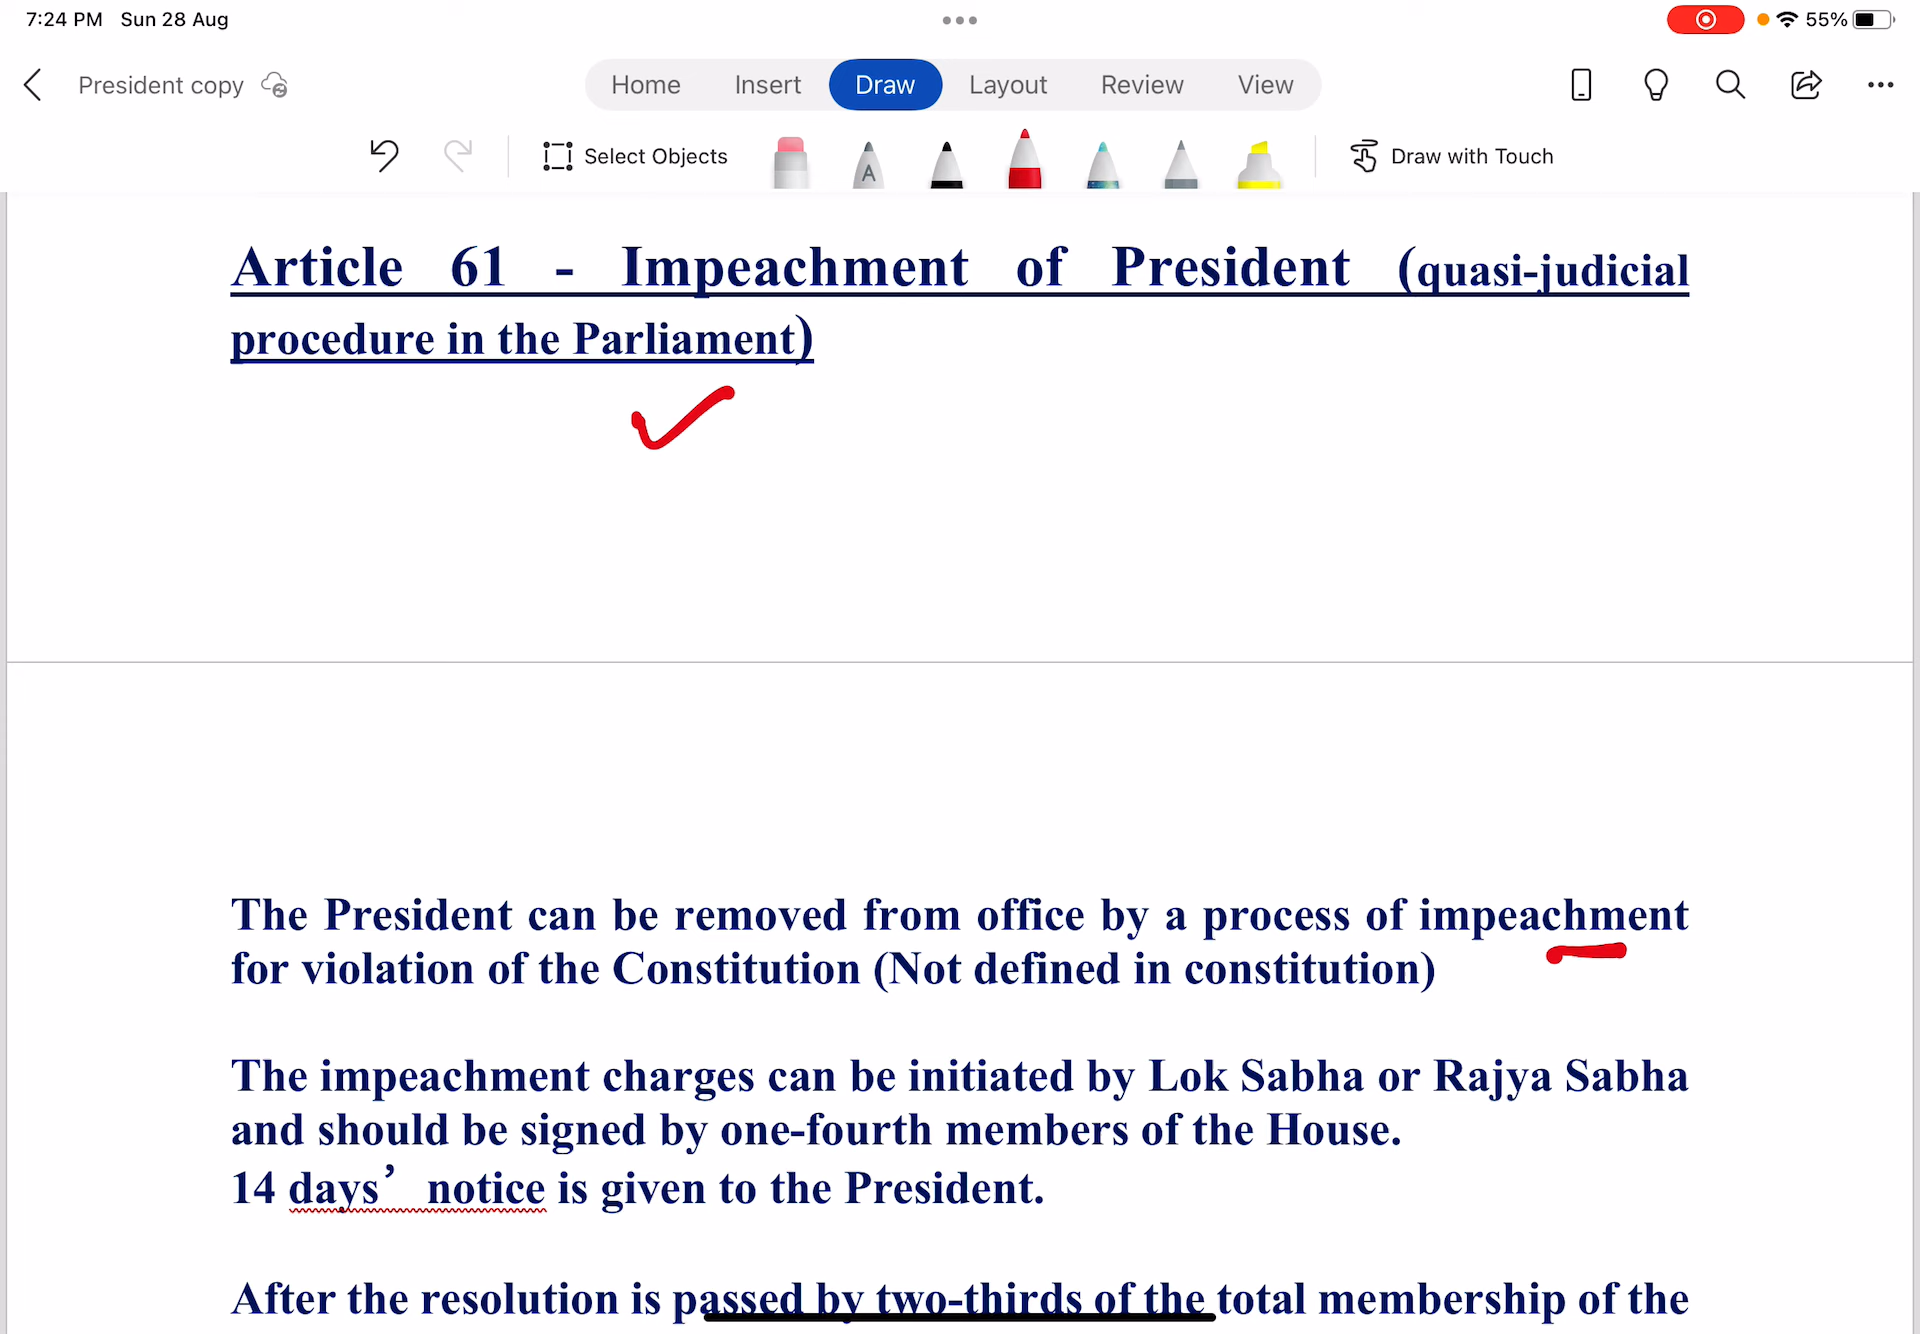 7:24 PM Sun 28 Aug
55%
President copy
Home Insert Draw Layout Review View
Select Objects
A
Draw with Touch
Article 61 - Impeachment of President (quasi-judicial
procedure in the Parliament)
The President can be removed from office by a process of impeachment
for violation of the Constitution (Not defined in constitution)
The impeachment charges can be initiated by Lok Sabha or Rajya Sabha
and should be signed by one-fourth members of the House.
14 days’ notice is given to the President.
After the resolution is passed by two-thirds of the total membership of the